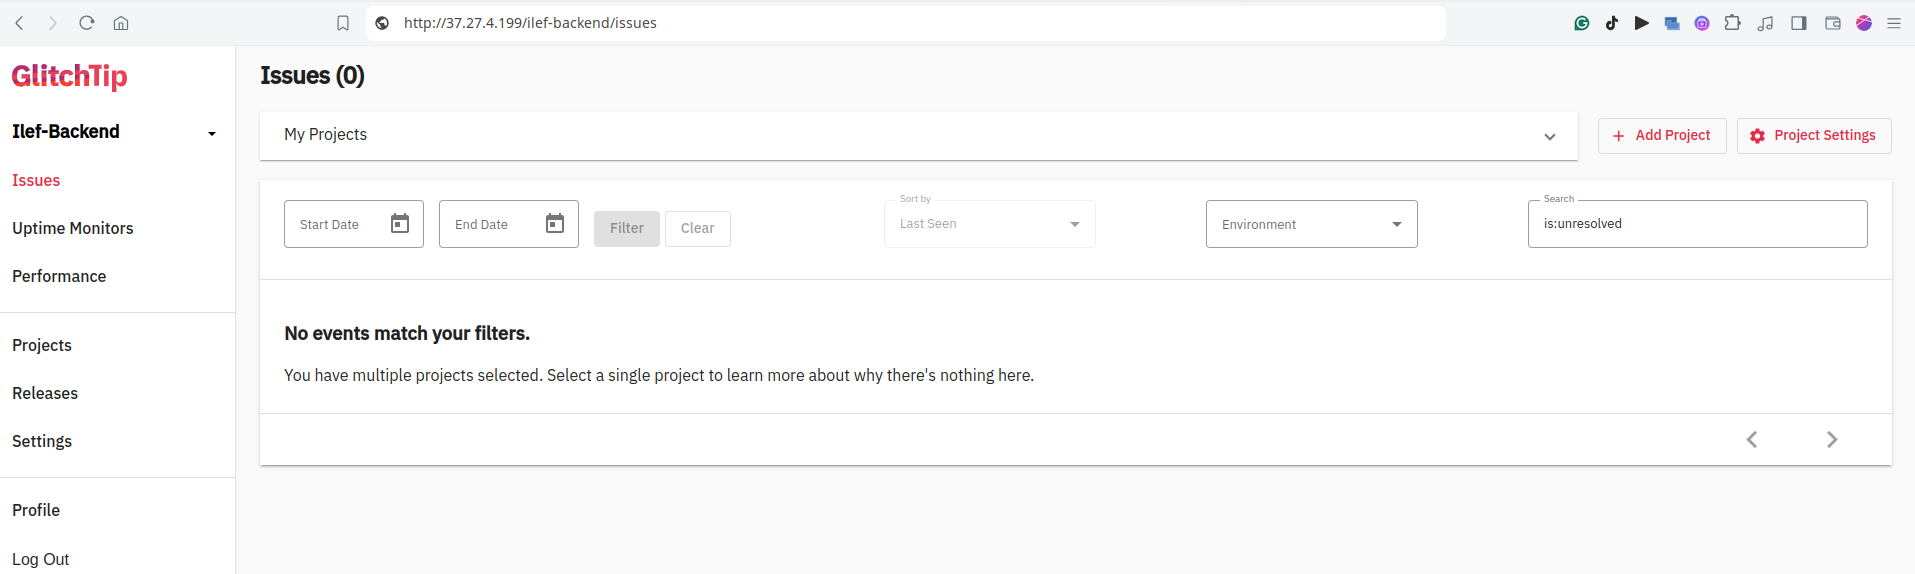 http://37.27.4.199/ilef-backend/issues
GlitchTip
Ilef-Backend
Issues
Uptime Monitors
Performance
Projects
Releases
Settings
Profile
Log Out
Issues (0)
My Projects
Add Project
Project Settings
Start Date
End Date
Filter
Clear
Sort by
Last Seen
Environment
Search
is:unresolved
No events match your filters.
You have multiple projects selected. Select a single project to learn more about why there's nothing here.